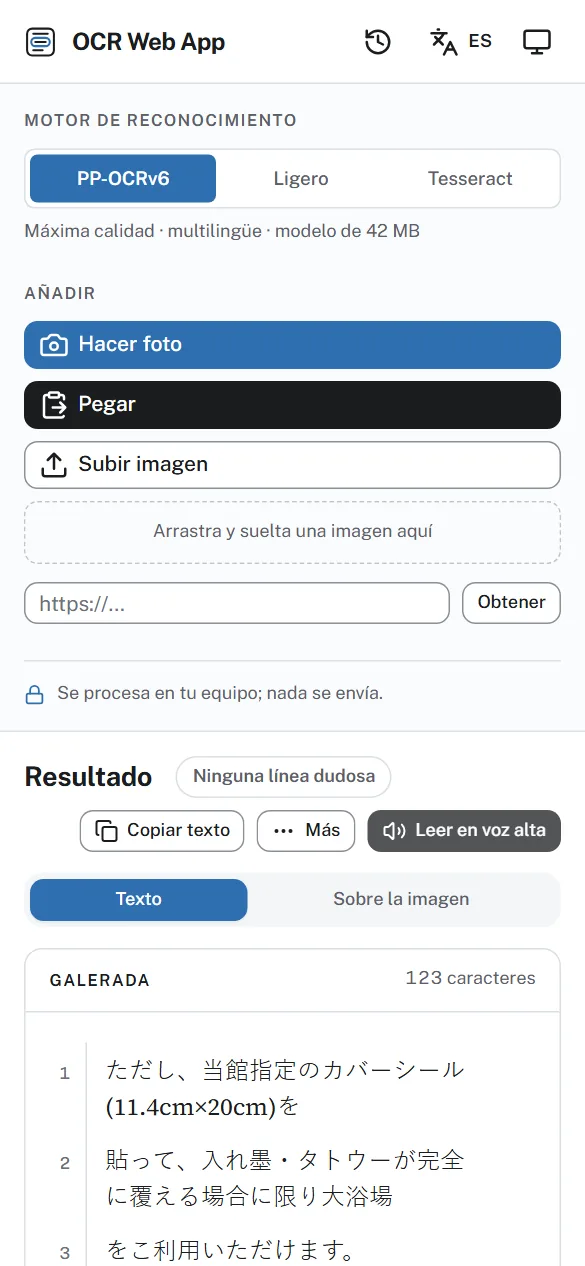 OCR Web App
ES
MOTOR DE RECONOCIMIENTO
PP-OCRv6
Ligero
Tesseract
Máxima calidad · multilingüe · modelo de 42 MB
AÑADIR
Hacer foto
Pegar
Subir imagen
Arrastra y suelta una imagen aquí
https://...
Obtener
Se procesa en tu equipo; nada se envía.
Resultado
Ninguna línea dudosa
Copiar texto
Más
Leer en voz alta
Texto
Sobre la imagen
GALERADA
123 caracteres
1
ただし、当館指定のカバーシール
(11.4cm×20cm)を
2
貼って、入れ墨・タトウーが完全
に覆える場合に限り大浴場
3
をこ利用いただけます。